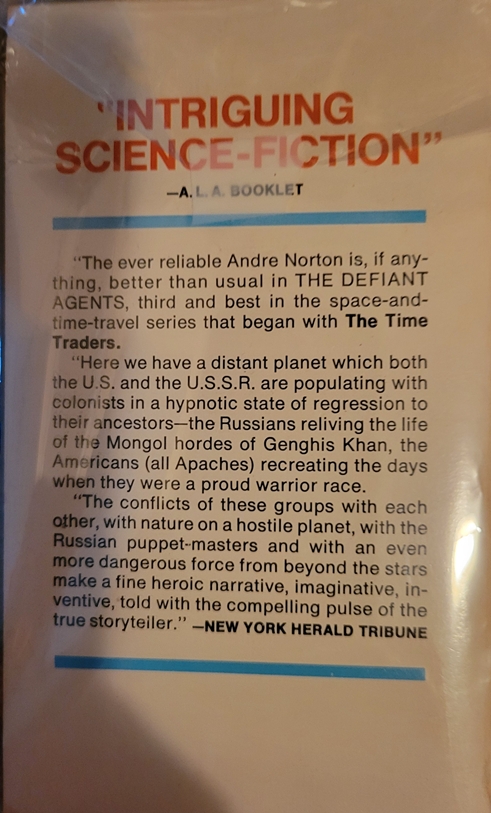 "INTRIGUING
SCIENCE-FICTION"
—A. L. A. BOOKLET
"The ever reliable Andre Norton is, if any-
thing, better than usual in THE DEFIANT
AGENTS, third and best in the space-and-
time-travel series that began with The Time
Traders.
"Here we have a distant planet which both
the U.S. and the U.S.S.R. are populating with
colonists in a hypnotic state of regression to
their ancestors—the Russians reliving the life
of the Mongol hordes of Genghis Khan, the
Americans (all Apaches) recreating the days
when they were a proud warrior race.
"The conflicts of these groups with each
other, with nature on a hostile planet, with the
Russian puppet-masters and with an even
more dangerous force from beyond the stars
make a fine heroic narrative, imaginative, in-
ventive, told with the compelling pulse of the
true storyteller." —NEW YORK HERALD TRIBUNE